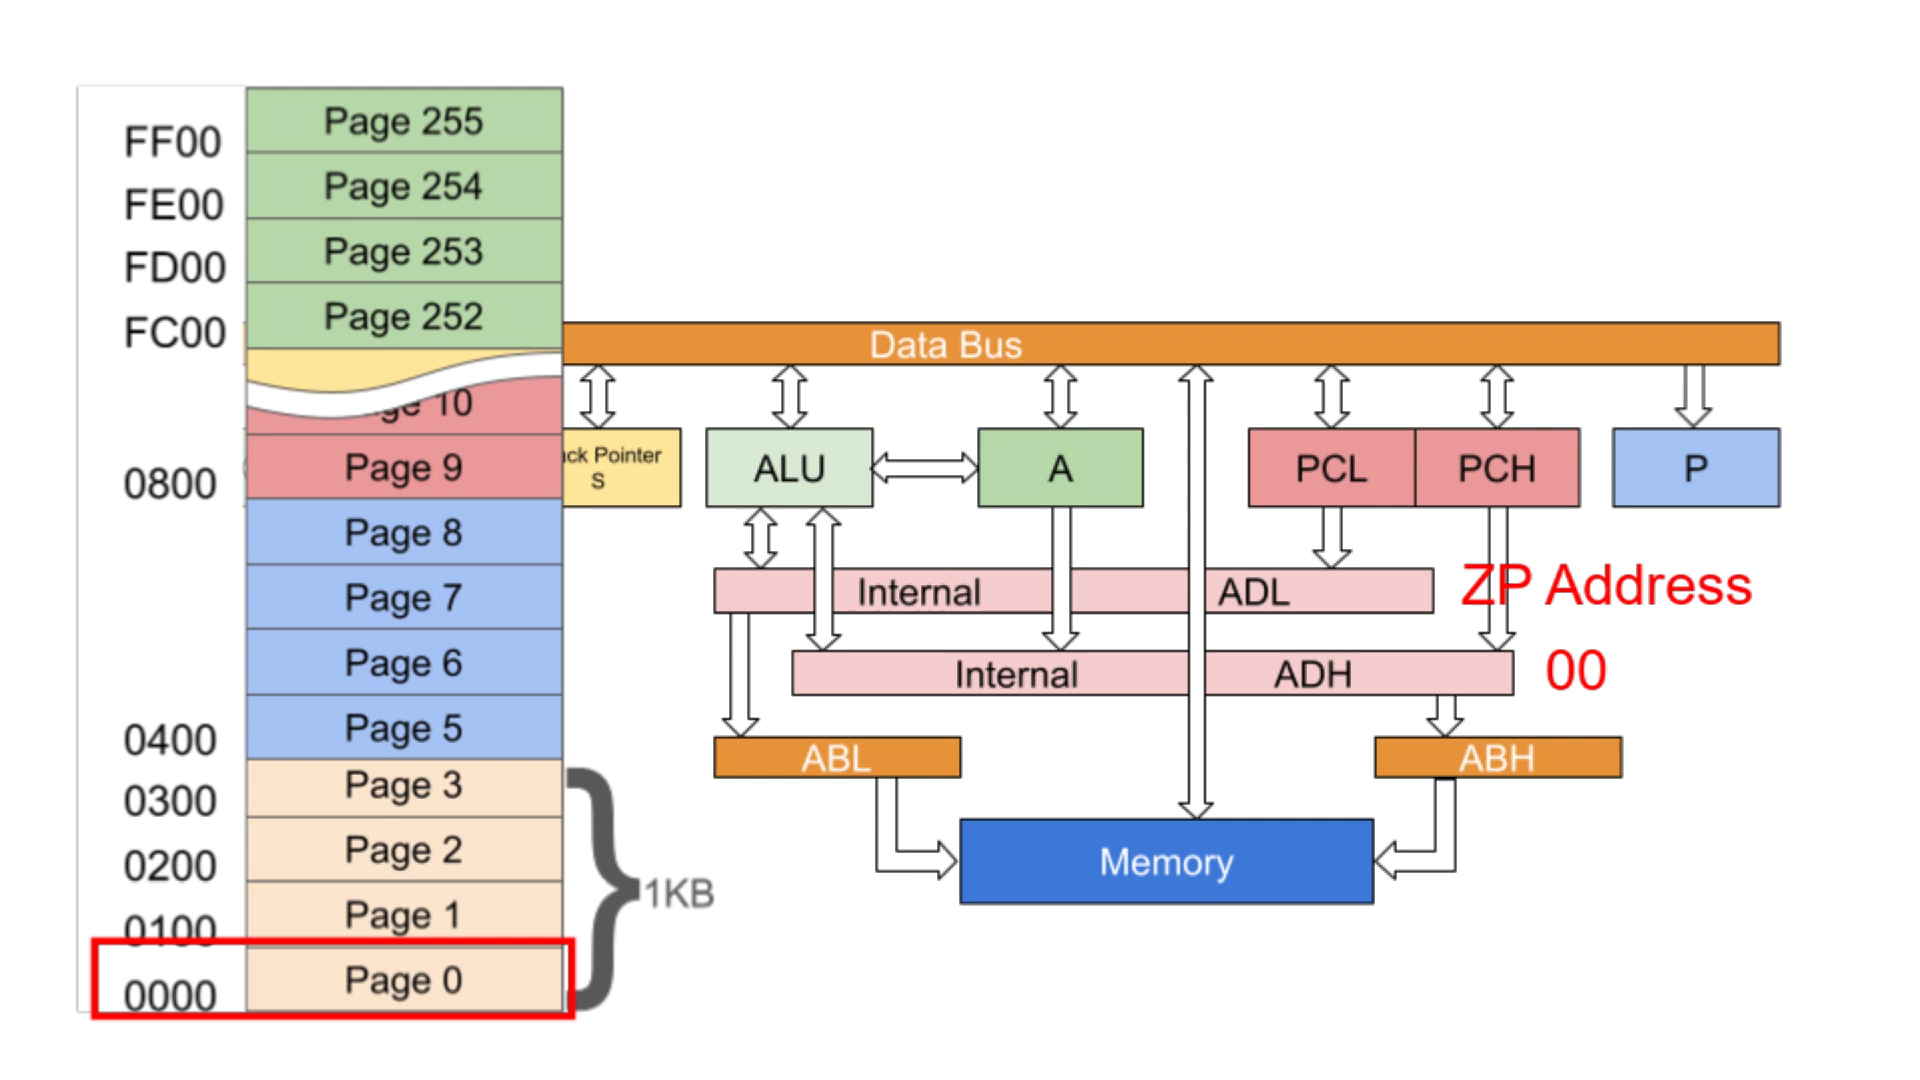 FF00
Page 255
FE00
Page 254
FD00
Page 253
FC00
Page 252
Data Bus
10
0800
Page 9
Pointer
S
ALU
A
PCL
PCH
P
Page 8
Page 7
Internal
ADL
ZP Address
Page 6
Internal
ADH
00
0400
Page 5
ABL
ABH
0300
Page 3
0200
Page 2
Memory
1KB
0100
Page 1
0000
Page 0